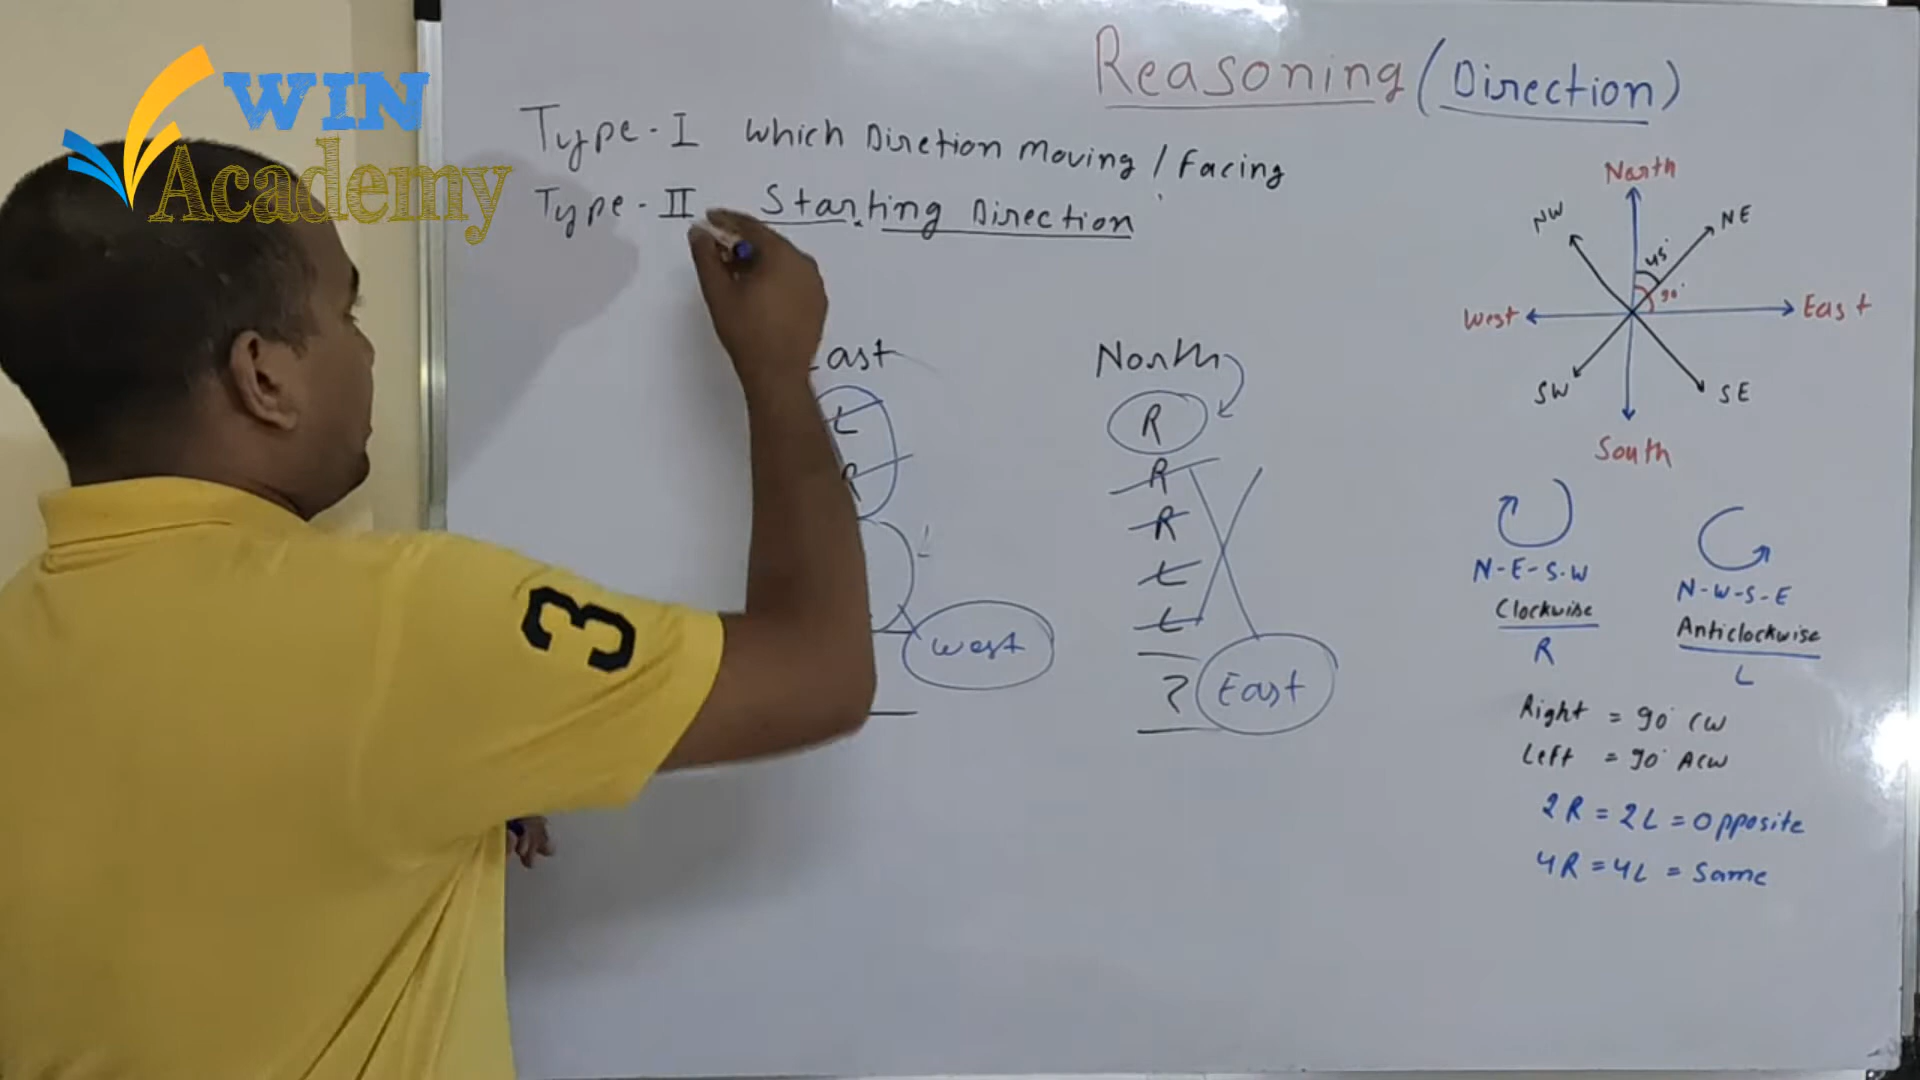 WIN
Academy
Reasoning (Direction)
Type - I Which Diretion Moving / Facing
Type - II Starting Direction
North
NW
NE
45°
90°
West
East
SW
SE
South
ast
North
L
R
R
R
R
L
L
West
? East
N-E-S-W
Clockwise
R
N-W-S-E
Anticlockwise
L
Right = 90° CW
Left = 90° ACW
2R = 2L = Opposite
4R = 4L = Same
3